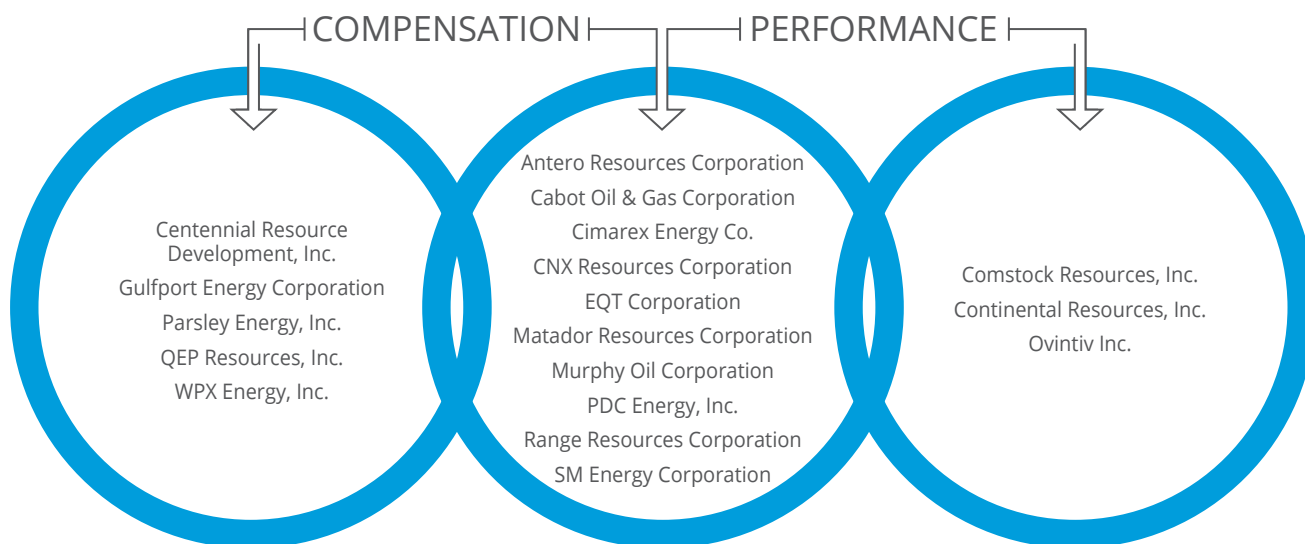 COMPENSATION
PERFORMANCE
Centennial Resource
Development, Inc.
Gulfport Energy Corporation
Parsley Energy, Inc.
QEP Resources, Inc.
WPX Energy, Inc.
Antero Resources Corporation
Cabot Oil & Gas Corporation
Cimarex Energy Co.
CNX Resources Corporation
EQT Corporation
Matador Resources Corporation
Murphy Oil Corporation
PDC Energy, Inc.
Range Resources Corporation
SM Energy Corporation
Comstock Resources, Inc.
Continental Resources, Inc.
Ovintiv Inc.